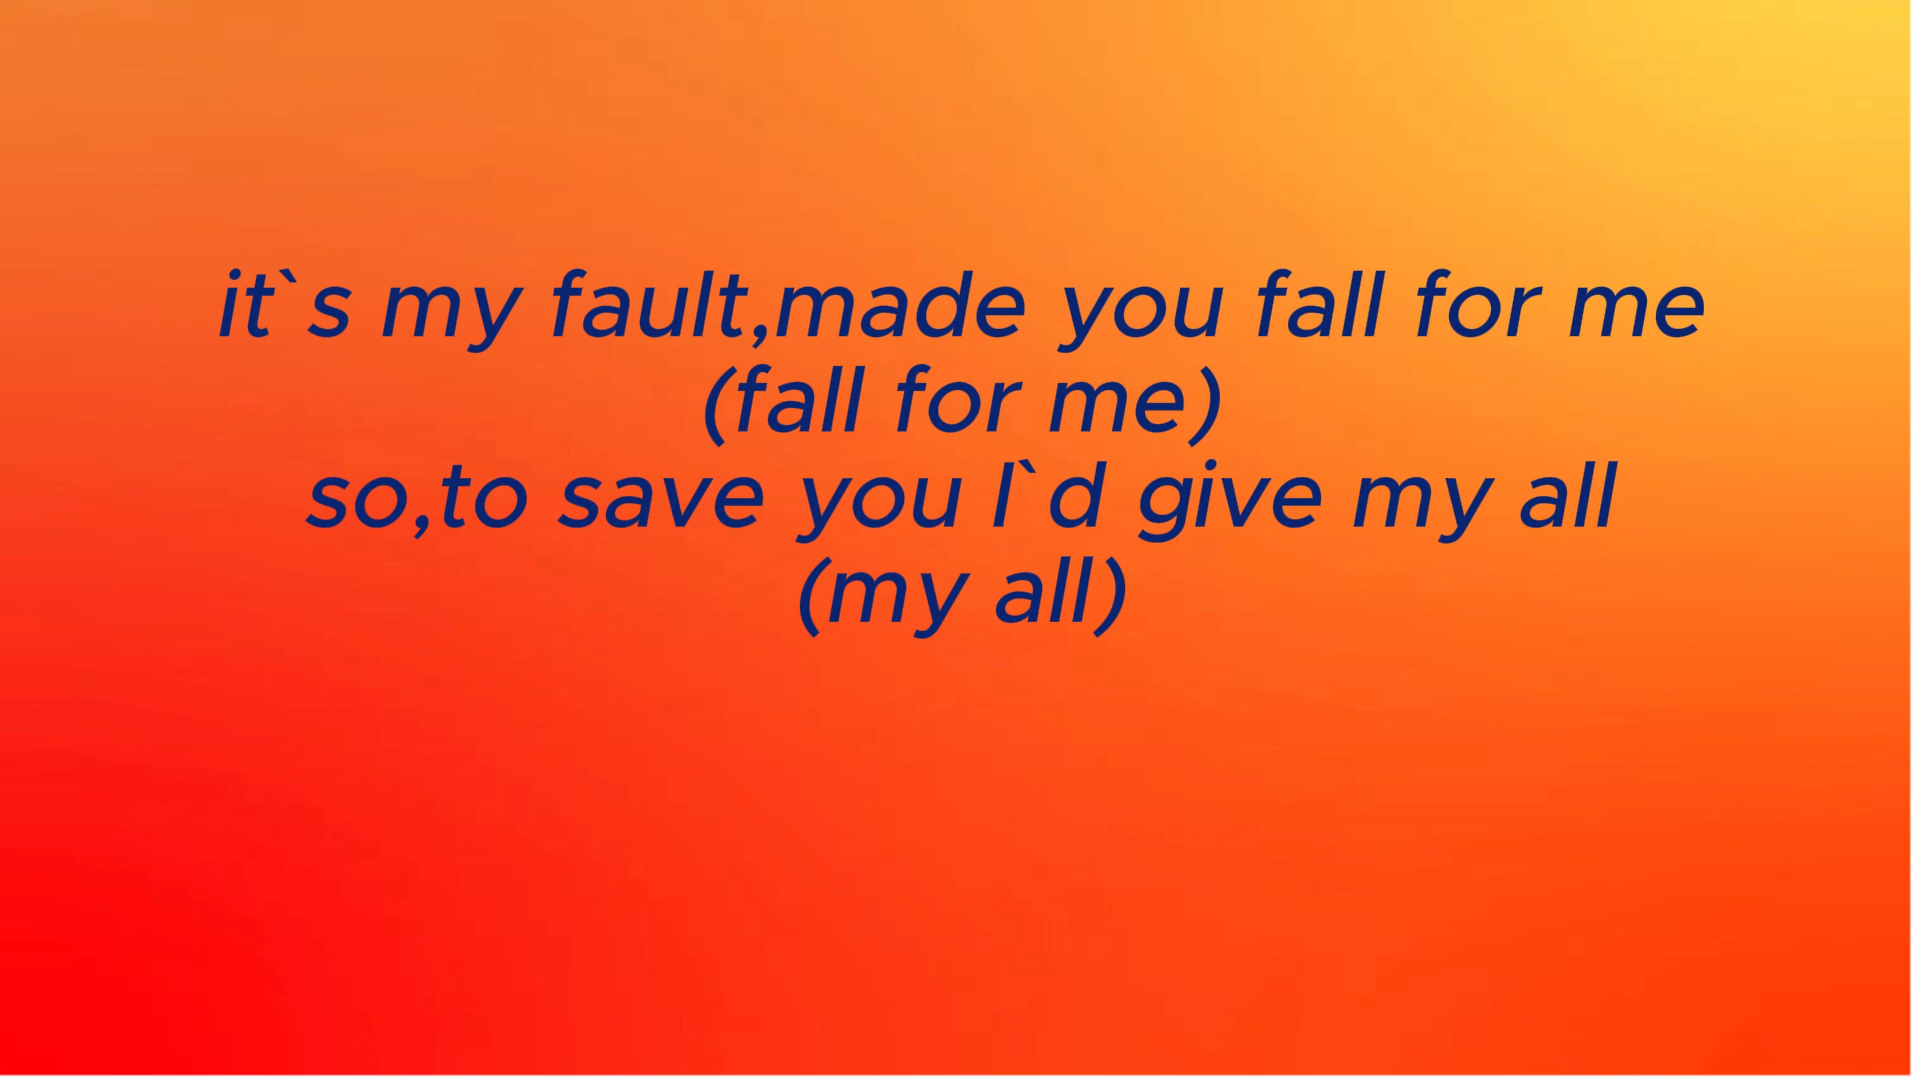 it`s my fault,made you fall for me
(fall for me)
so,to save you I`d give my all
(my all)